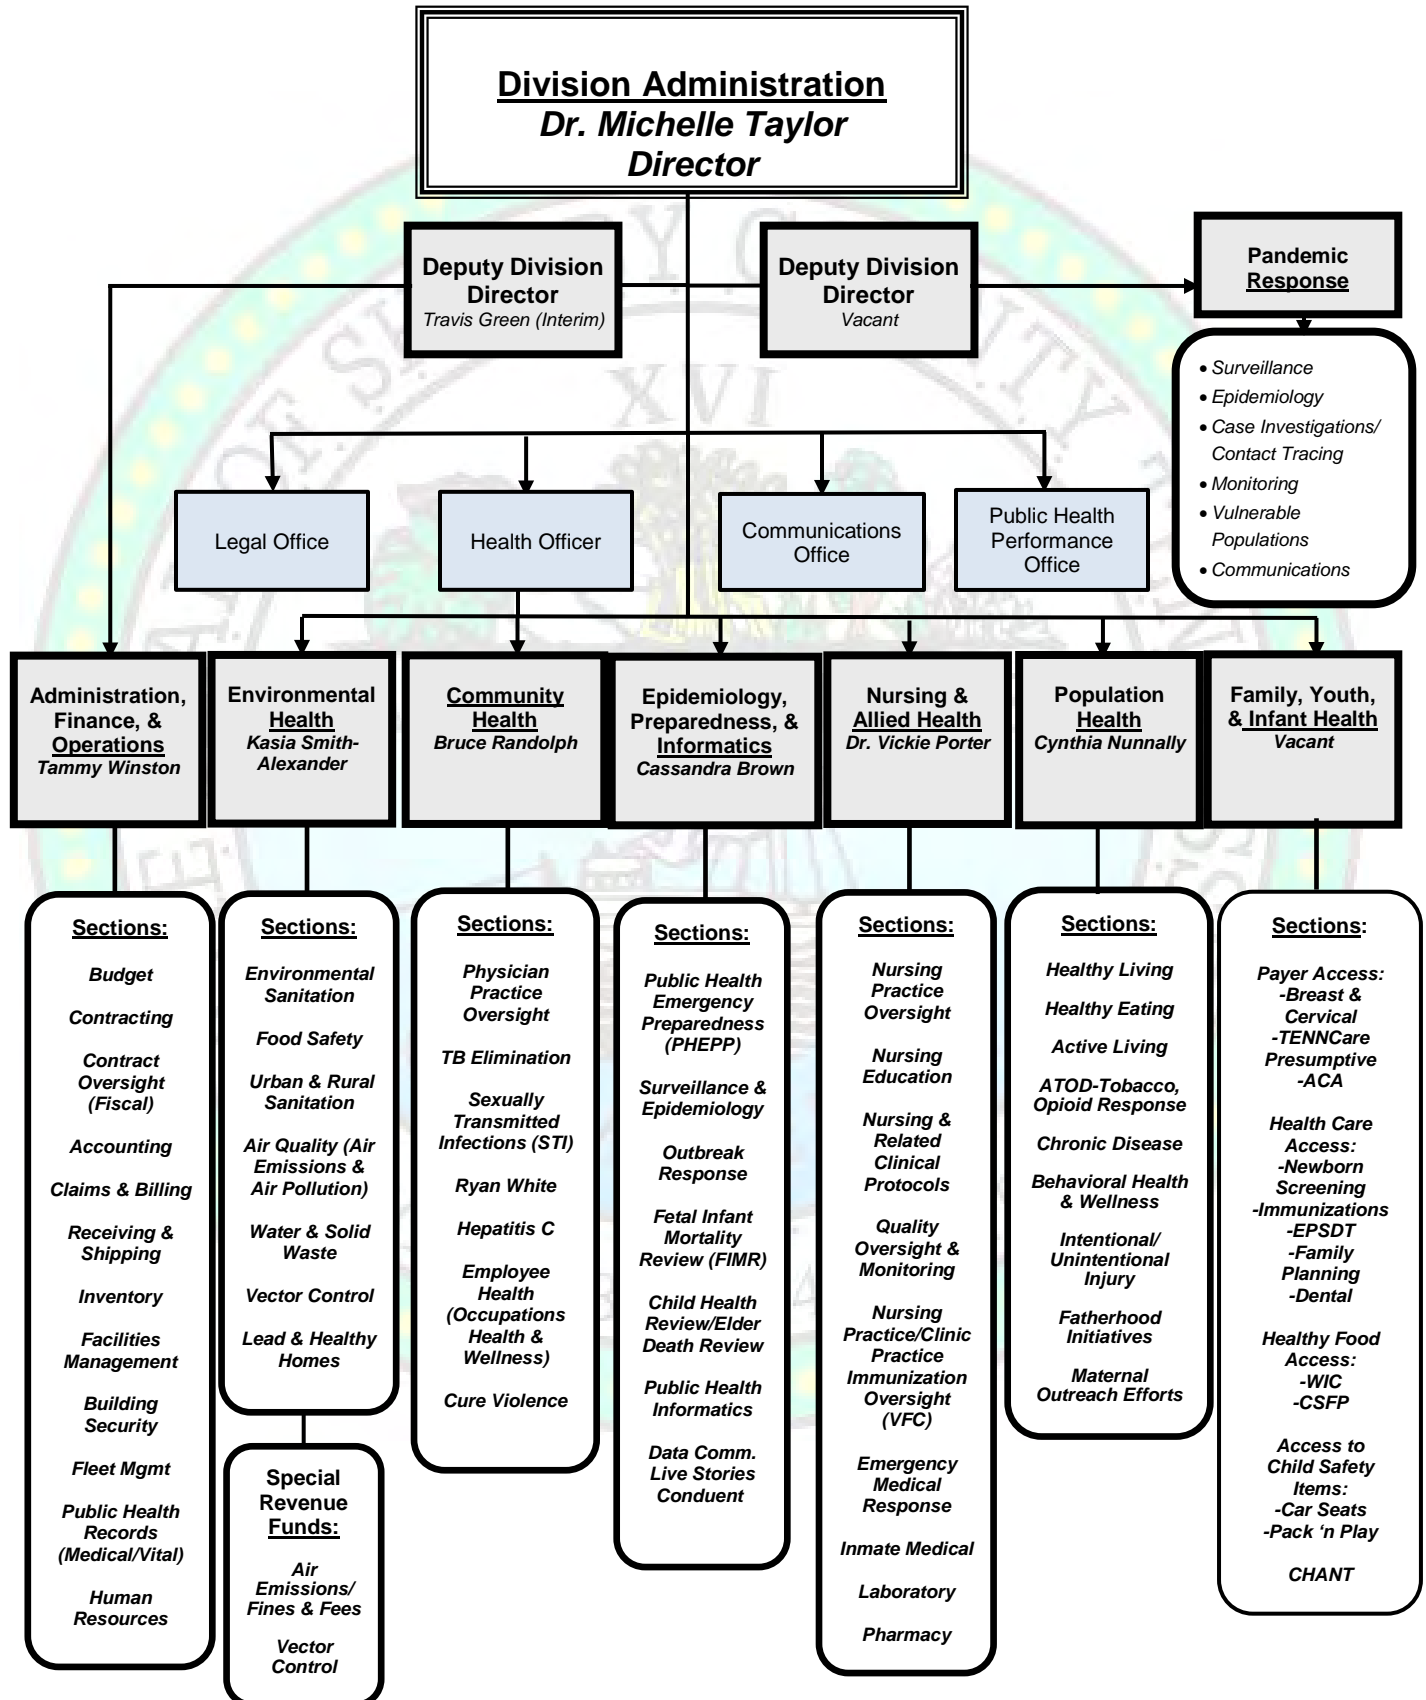 Division Administration
Dr. Michelle Taylor
Director
Deputy Division
Director
Travis Green (Interim)
Deputy Division
Director
Vacant
Pandemic
Response
• Surveillance
• Epidemiology
• Case Investigations/
Contact Tracing
• Monitoring
• Vulnerable
Populations
• Communications
Legal Office
Health Officer
Communications
Office
Public Health
Performance
Office
Administration,
Finance, &
Operations
Tammy Winston
Environmental
Health
Kasia Smith-
Alexander
Community
Health
Bruce Randolph
Epidemiology,
Preparedness, &
Informatics
Cassandra Brown
Nursing &
Allied Health
Dr. Vickie Porter
Population
Health
Cynthia Nunnally
Family, Youth,
& Infant Health
Vacant
Sections:
Budget
Contracting
Contract
Oversight
(Fiscal)
Accounting
Claims & Billing
Receiving &
Shipping
Inventory
Facilities
Management
Building
Security
Fleet Mgmt
Public Health
Records
(Medical/Vital)
Human
Resources
Sections:
Environmental
Sanitation
Food Safety
Urban & Rural
Sanitation
Air Quality (Air
Emissions &
Air Pollution)
Water & Solid
Waste
Vector Control
Lead & Healthy
Homes
Special
Revenue
Funds:
Air
Emissions/
Fines & Fees
Vector
Control
Sections:
Physician
Practice
Oversight
TB Elimination
Sexually
Transmitted
Infections (STI)
Ryan White
Hepatitis C
Employee
Health
(Occupations
Health &
Wellness)
Cure Violence
Sections:
Public Health
Emergency
Preparedness
(PHEPP)
Surveillance &
Epidemiology
Outbreak
Response
Fetal Infant
Mortality
Review (FIMR)
Child Health
Review/Elder
Death Review
Public Health
Informatics
Data Comm.
Live Stories
Conduent
Sections:
Nursing
Practice
Oversight
Nursing
Education
Nursing &
Related
Clinical
Protocols
Quality
Oversight &
Monitoring
Nursing
Practice/Clinic
Practice
Immunization
Oversight
(VFC)
Emergency
Medical
Response
Inmate Medical
Laboratory
Pharmacy
Sections:
Healthy Living
Healthy Eating
Active Living
ATOD-Tobacco,
Opioid Response
Chronic Disease
Behavioral Health
& Wellness
Intentional/
Unintentional
Injury
Fatherhood
Initiatives
Maternal
Outreach Efforts
Sections:
Payer Access:
-Breast &
Cervical
-TENNCare
Presumptive
-ACA
Health Care
Access:
-Newborn
Screening
-Immunizations
-EPSDT
-Family
Planning
-Dental
Healthy Food
Access:
-WIC
-CSFP
Access to
Child Safety
Items:
-Car Seats
-Pack ‘n Play
CHANT
XVI